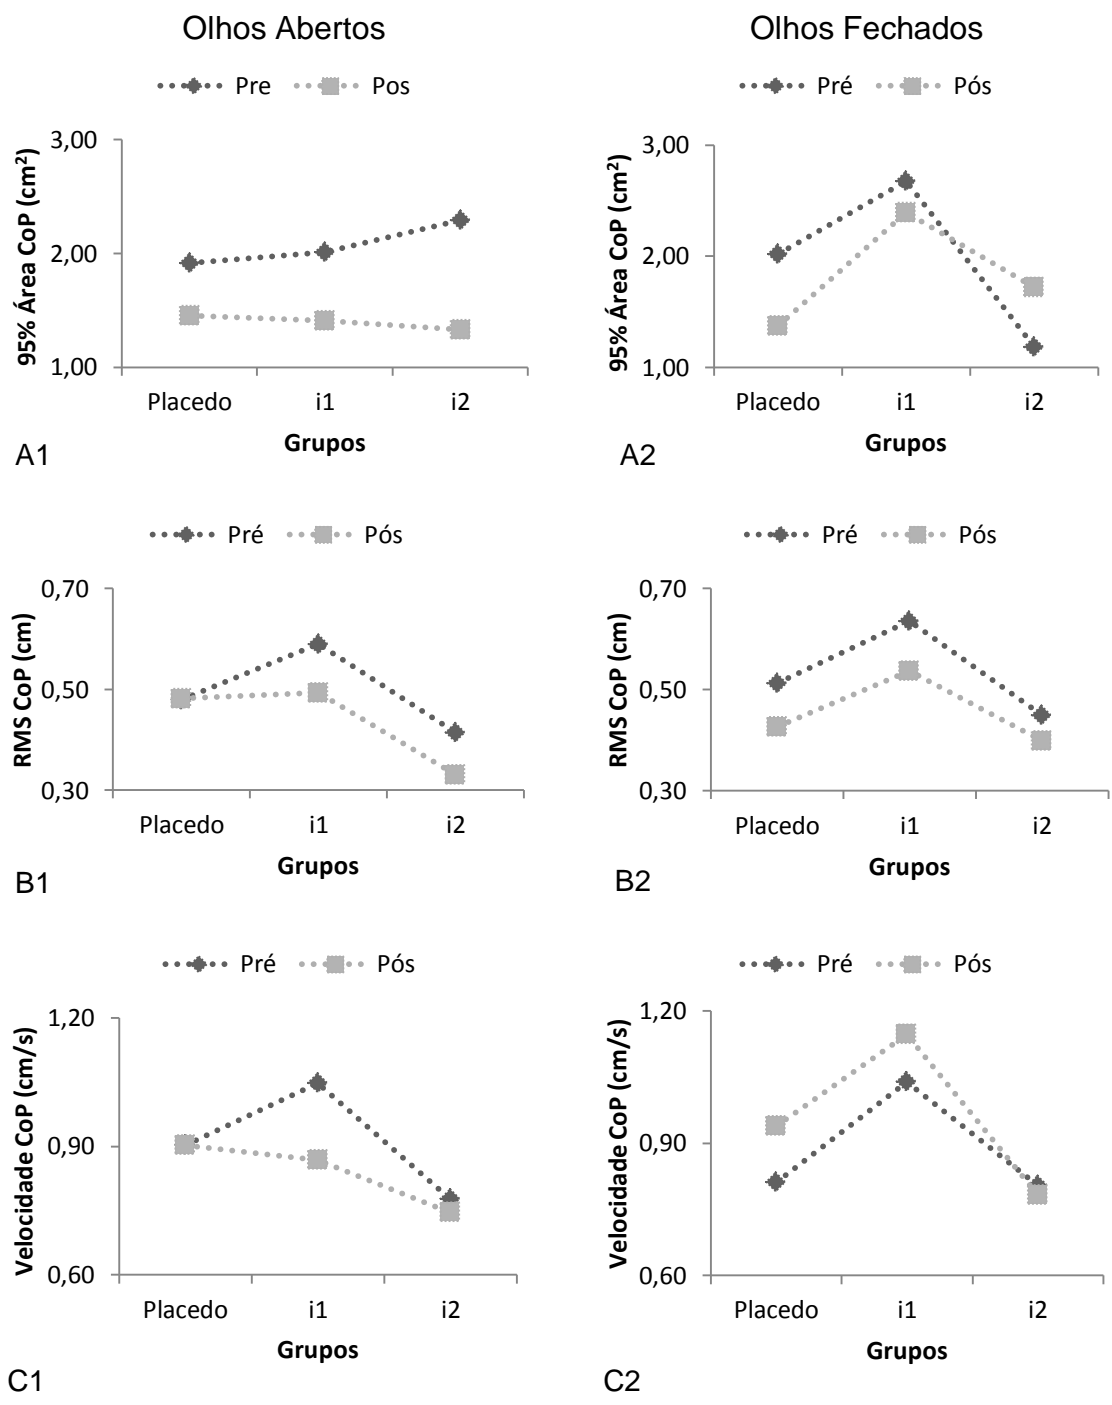 Olhos Abertos
Olhos Fechados
Pre Pos
3,00
2,00
1,00
95% Área CoP (cm²)
Placedo i1 i2
Grupos
A1
Pré Pós
3,00
2,00
1,00
95% Área CoP (cm²)
Placedo i1 i2
Grupos
A2
Pré Pós
0,70
0,50
0,30
RMS CoP (cm)
Placedo i1 i2
Grupos
B1
Pré Pós
0,70
0,50
0,30
RMS CoP (cm)
Placedo i1 i2
Grupos
B2
Pré Pós
1,20
0,90
0,60
Velocidade CoP (cm/s)
Placedo i1 i2
Grupos
C1
Pré Pós
1,20
0,90
0,60
Velocidade CoP (cm/s)
Placedo i1 i2
Grupos
C2